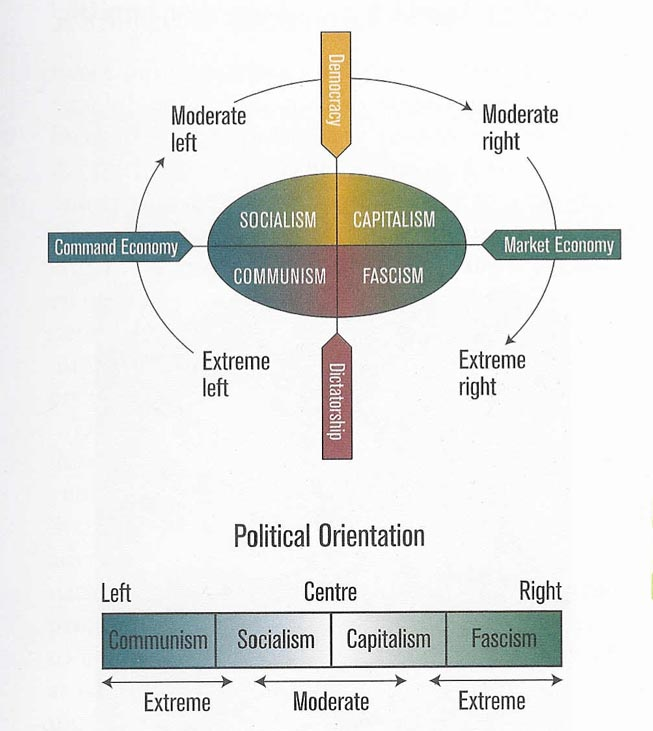 Democracy
Moderate
left
Moderate
right
SOCIALISM
CAPITALISM
Command Economy
Market Economy
COMMUNISM
FASCISM
Extreme
left
Extreme
right
Dictatorship
Political Orientation
Left
Centre
Right
Communism
Socialism
Capitalism
Fascism
Extreme
Moderate
Extreme